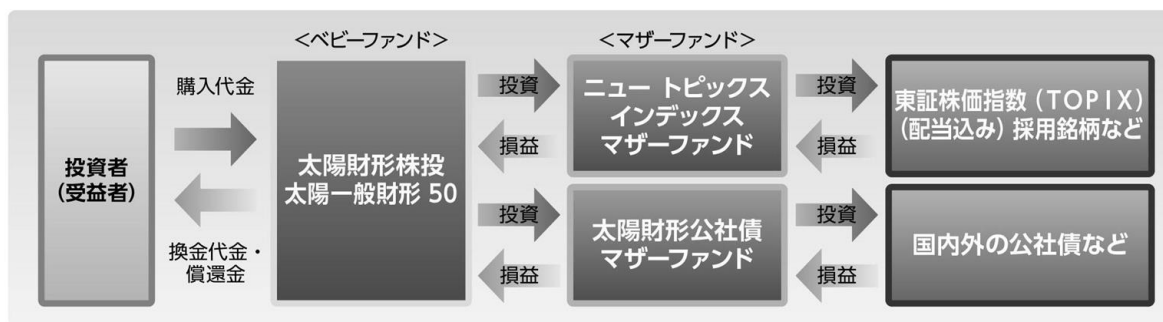 <ベビーファンド>
<マザーファンド>
投資者
(受益者)
購入代金
換金代金・
償還金
太陽財形株投
太陽一般財形 50
投資
損益
ニュー トピックス
インデックス
マザーファンド
投資
損益
東証株価指数(TOPIX)
(配当込み)採用銘柄など
投資
損益
太陽財形公社債
マザーファンド
投資
損益
国内外の公社債など